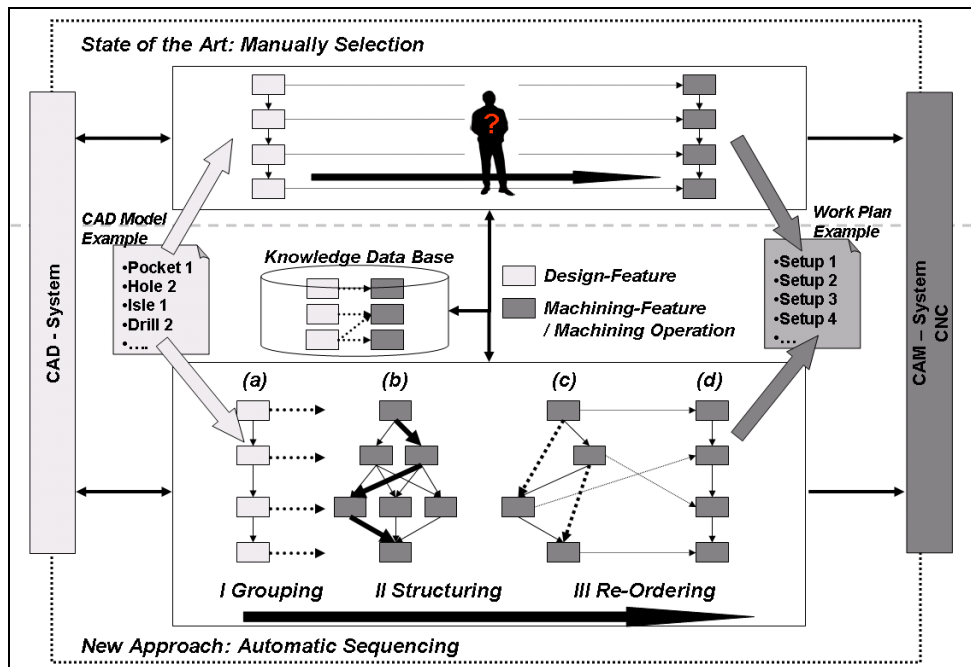 State of the Art: Manually Selection
?
CAD - System
CAD Model
Example
•Pocket 1
•Hole 2
•Isle 1
•Drill 2
•....
Knowledge Data Base
Design-Feature
Machining-Feature
/ Machining Operation
Work Plan
Example
•Setup 1
•Setup 2
•Setup 3
•Setup 4
•....
CAM – System
CNC
(a)
(b)
(c)
(d)
I Grouping
II Structuring
III Re-Ordering
New Approach: Automatic Sequencing